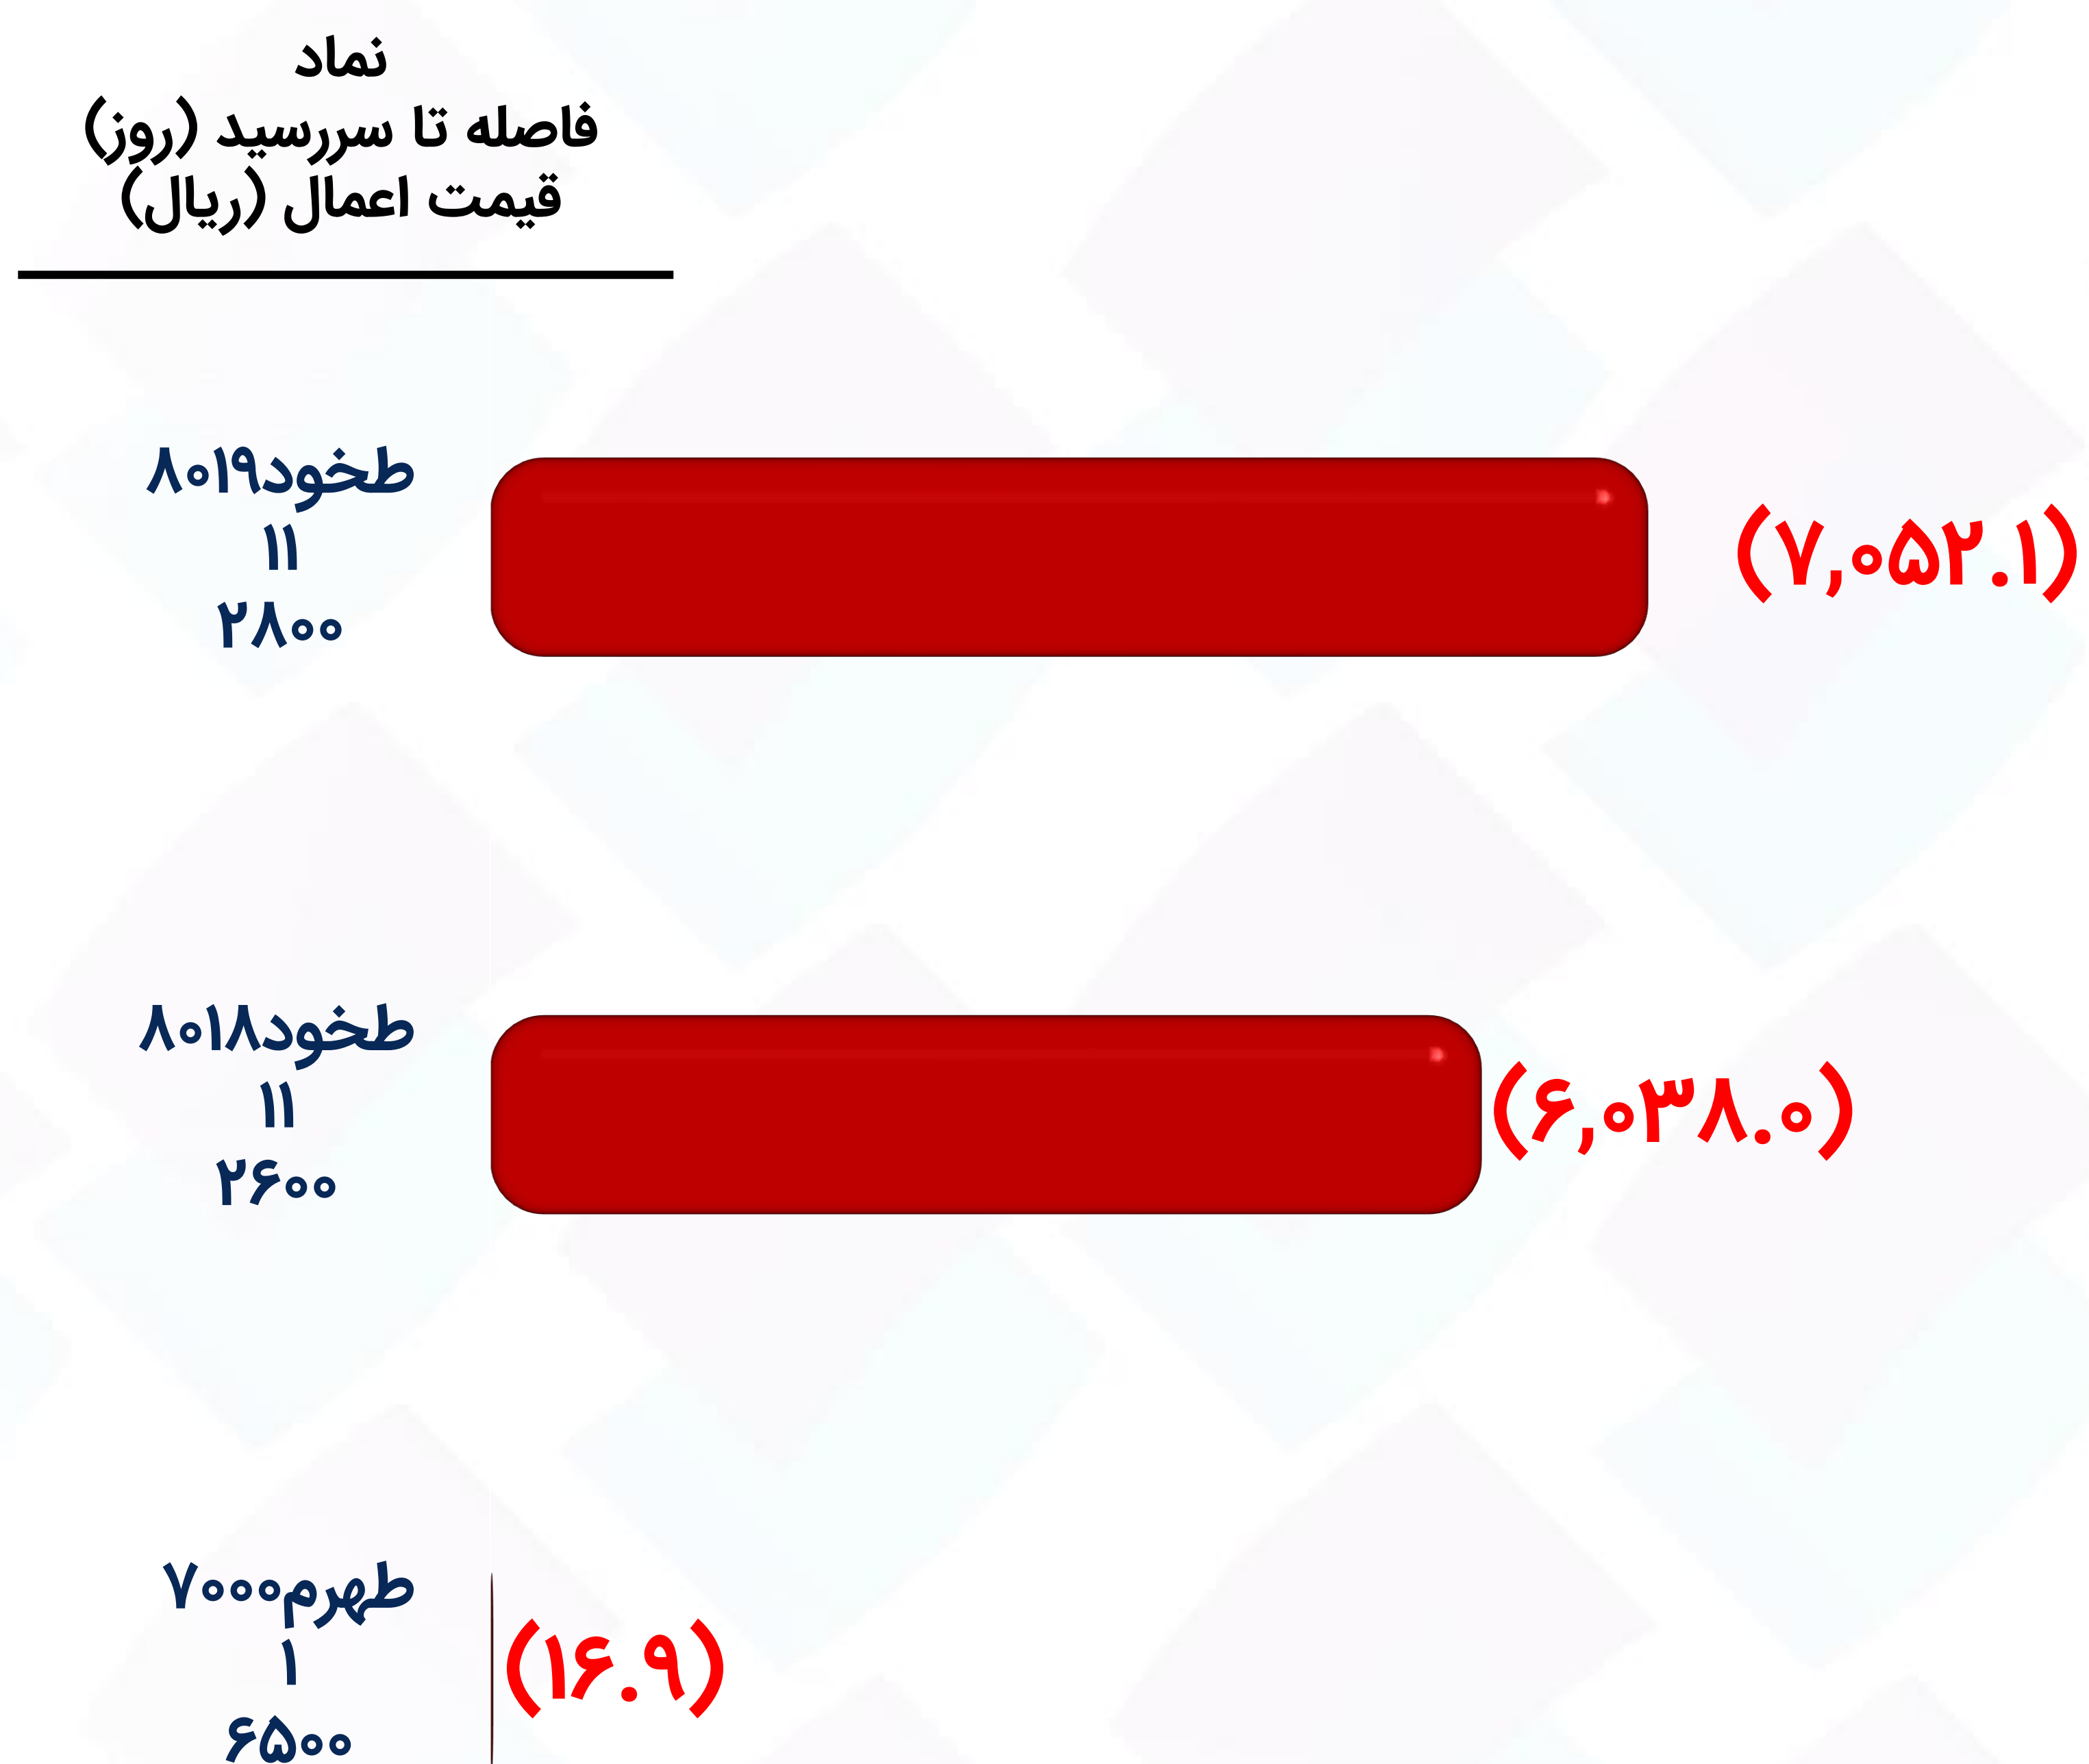 نماد
فاصله تا سررسید (روز)
قیمت اعمال (ریال)
طخود۸۰۱۹
۱۱
۲۸۰۰
(۷,۰۵۲.۱)
طخود۸۰۱۸
۱۱
۲۶۰۰
(۶,۰۳۸.۰)
طهرم۷۰۰۰
۱
۶۵۰۰
(۱۶.۹)